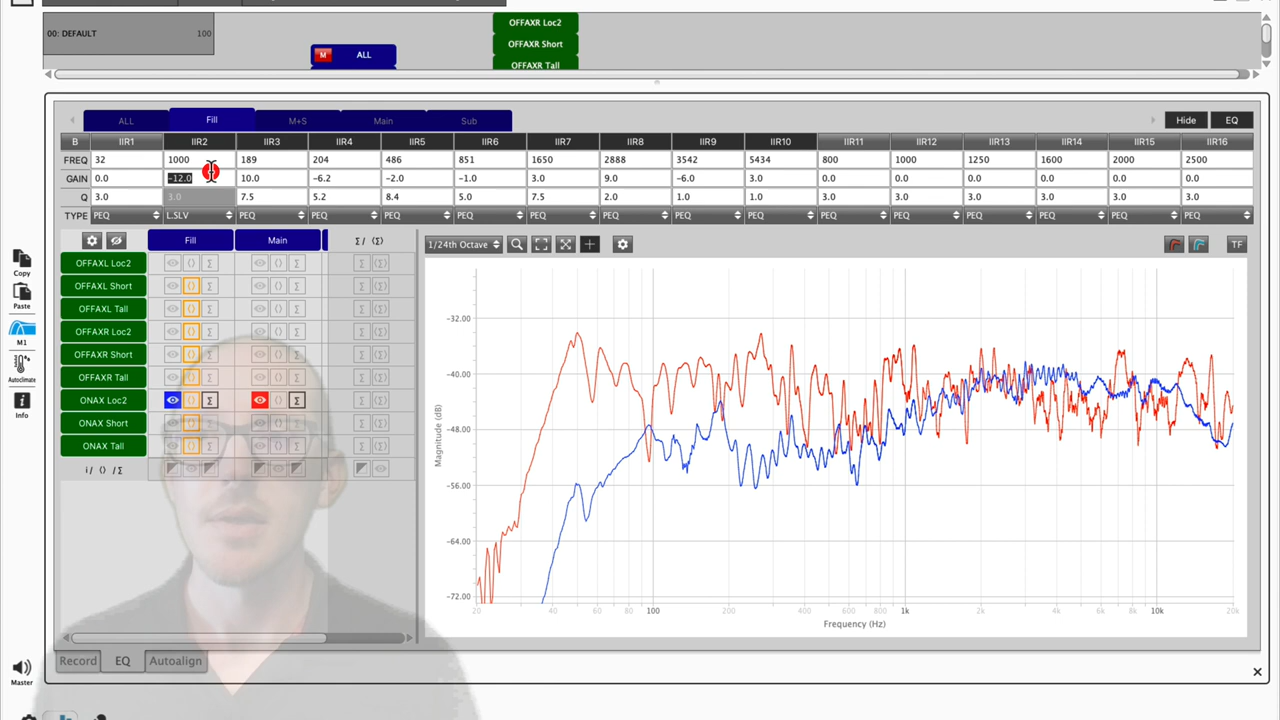 OFFAXR Loc2
00: DEFAULT 100
OFFAXR Short
M ALL
OFFAXR Tall
ALL Fill M+S Main Sub Hide EQ
B IIR1 IIR2 IIR3 IIR4 IIR5 IIR6 IIR7 IIR8 IIR9 IIR10 IIR11 IIR12 IIR13 IIR14 IIR15 IIR16
FREQ 32 1000 189 204 486 851 1650 2888 3542 5434 800 1000 1250 1600 2000 2500
GAIN 0.0 -12.0 10.0 -6.2 -2.0 -1.0 3.0 9.0 -6.0 3.0 0.0 0.0 0.0 0.0 0.0 0.0
Q 3.0 3.0 7.5 5.2 8.4 5.0 7.5 2.0 1.0 1.0 3.0 3.0 3.0 3.0 3.0 3.0
TYPE PEQ L.SLV PEQ PEQ PEQ PEQ PEQ PEQ PEQ PEQ PEQ PEQ PEQ PEQ PEQ PEQ
Fill Main Σ / (Σ) 1/24th Octave TF
OFFAXL Loc2 () Σ () Σ Σ (Σ)
OFFAXL Short () Σ () Σ Σ (Σ)
OFFAXL Tall () Σ () Σ Σ (Σ)
OFFAXR Loc2 () Σ () Σ Σ (Σ)
OFFAXR Short () Σ () Σ Σ (Σ)
OFFAXR Tall () Σ () Σ Σ (Σ)
ONAX Loc2 () Σ () Σ Σ (Σ)
ONAX Short () Σ () Σ Σ (Σ)
ONAX Tall () Σ () Σ Σ (Σ)
i / () / Σ
Copy
Paste
M1
Autoclimate
Info
Master
Magnitude (dB)
-32.00
-40.00
-48.00
-56.00
-64.00
-72.00
20 40 60 80 100 200 400 600 800 1k 2k 4k 6k 8k 10k 20k
Frequency (Hz)
Record EQ Autoalign